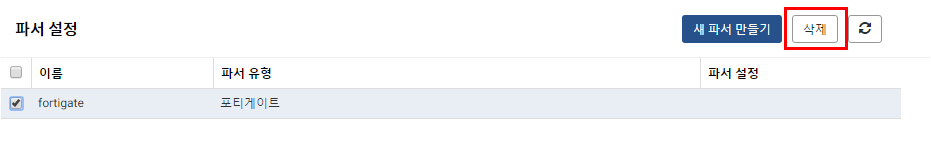 파서 설정
새 파서 만들기 삭제
이름 파서 유형 파서 설정
fortigate 포티게이트